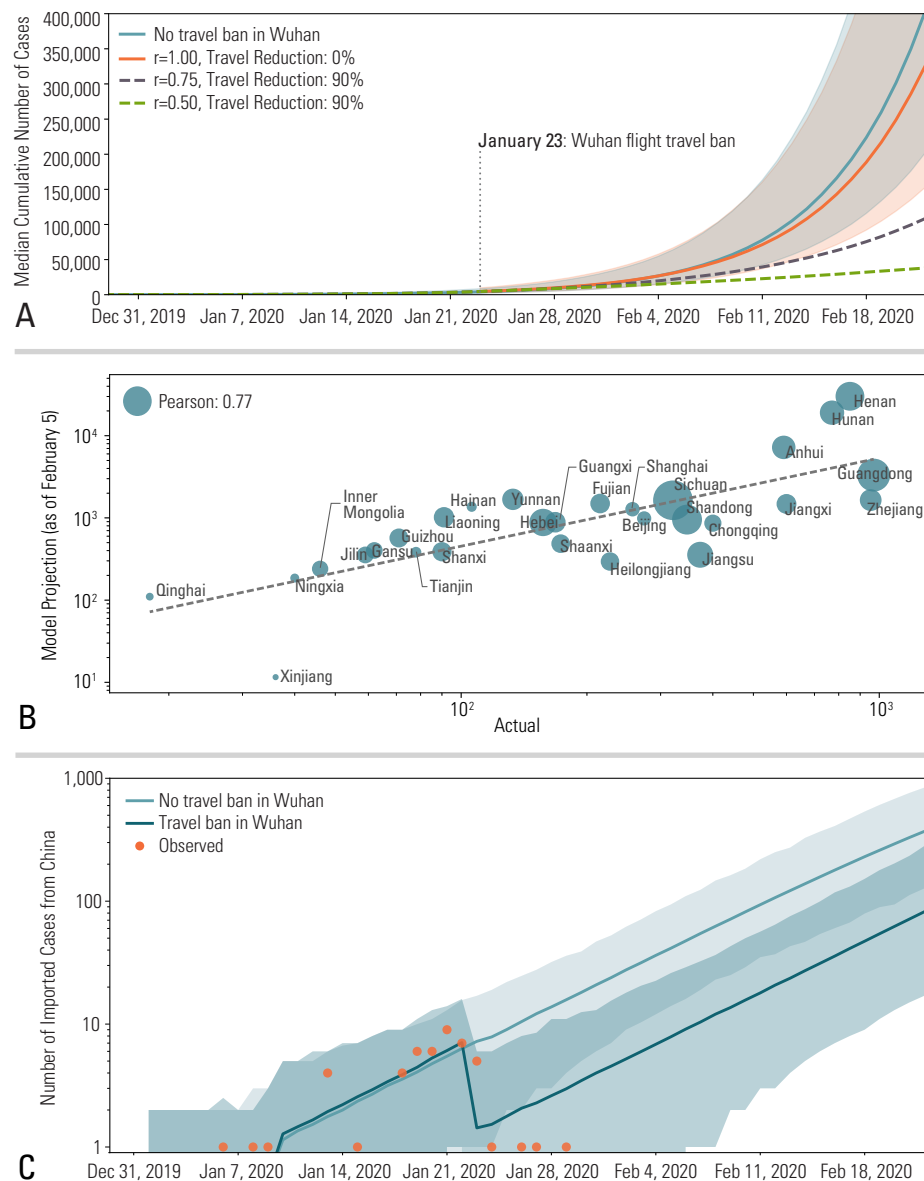 400,000
350,000
300,000
250,000
200,000
150,000
100,000
50,000
0
Median Cumulative Number of Cases
No travel ban in Wuhan
r=1.00, Travel Reduction: 0%
r=0.75, Travel Reduction: 90%
r=0.50, Travel Reduction: 90%
January 23: Wuhan flight travel ban
A
Dec 31, 2019 Jan 7, 2020 Jan 14, 2020 Jan 21, 2020 Jan 28, 2020 Feb 4, 2020 Feb 11, 2020 Feb 18, 2020
Model Projection (as of February 5)
10⁴
10³
10²
10¹
Pearson: 0.77
Henan
Hunan
Anhui
Guangdong
Guangxi
Shanghai
Sichuan
Fujian
Inner
Mongolia
Hainan
Yunnan
Shandong
Jiangxi
Zhejiang
Liaoning
Hebei
Beijing
Chongqing
Guizhou
Jilin
Gansu
Shanxi
Shaanxi
Jiangsu
Heilongjiang
Qinghai
Ningxia
Tianjin
Xinjiang
B
10² 10³
Actual
1,000
100
10
1
Number of Imported Cases from China
No travel ban in Wuhan
Travel ban in Wuhan
Observed
C
Dec 31, 2019 Jan 7, 2020 Jan 14, 2020 Jan 21, 2020 Jan 28, 2020 Feb 4, 2020 Feb 11, 2020 Feb 18, 2020